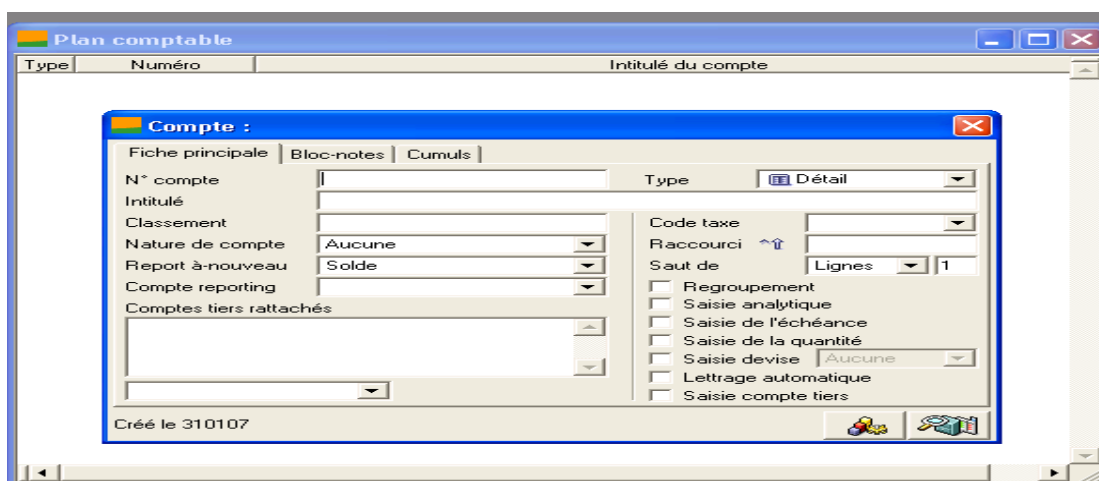 Plan comptable
Type Numéro Intitulé du compte
Compte :
Fiche principale Bloc-notes Cumuls
N° compte Type Détail
Intitulé
Classement Code taxe
Nature de compte Aucune Raccourci ^⇧
Report à-nouveau Solde Saut de Lignes 1
Compte reporting Regroupement
Comptes tiers rattachés Saisie analytique
Saisie de l'échéance
Saisie de la quantité
Saisie devise Aucune
Lettrage automatique
Saisie compte tiers
Créé le 310107